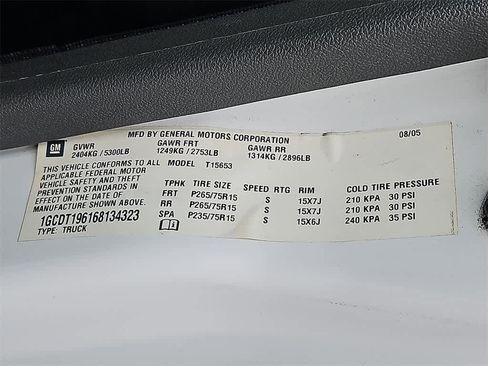 MFD BY GENERAL MOTORS CORPORATION 08/05
GM GVWR GAWR FRT GAWR RR
2404KG/5300LB 1249KG/2753LB 1314KG/2896LB
THIS VEHICLE CONFORMS TO ALL MODEL T15653
APPLICABLE FEDERAL MOTOR
VEHICLE SAFETY AND THEFT TPHK TIRE SIZE SPEED RTG RIM COLD TIRE PRESSURE
PREVENTION STANDARDS IN FRT P265/75R15 S 15X7J 210 KPA 30 PSI
EFFECT ON THE DATE OF RR P265/75R15 S 15X7J 210 KPA 30 PSI
MANUFACTURE SHOWN ABOVE. SPA P235/75R15 S 15X6J 240 KPA 35 PSI
1GCDT196168134323
TYPE: TRUCK